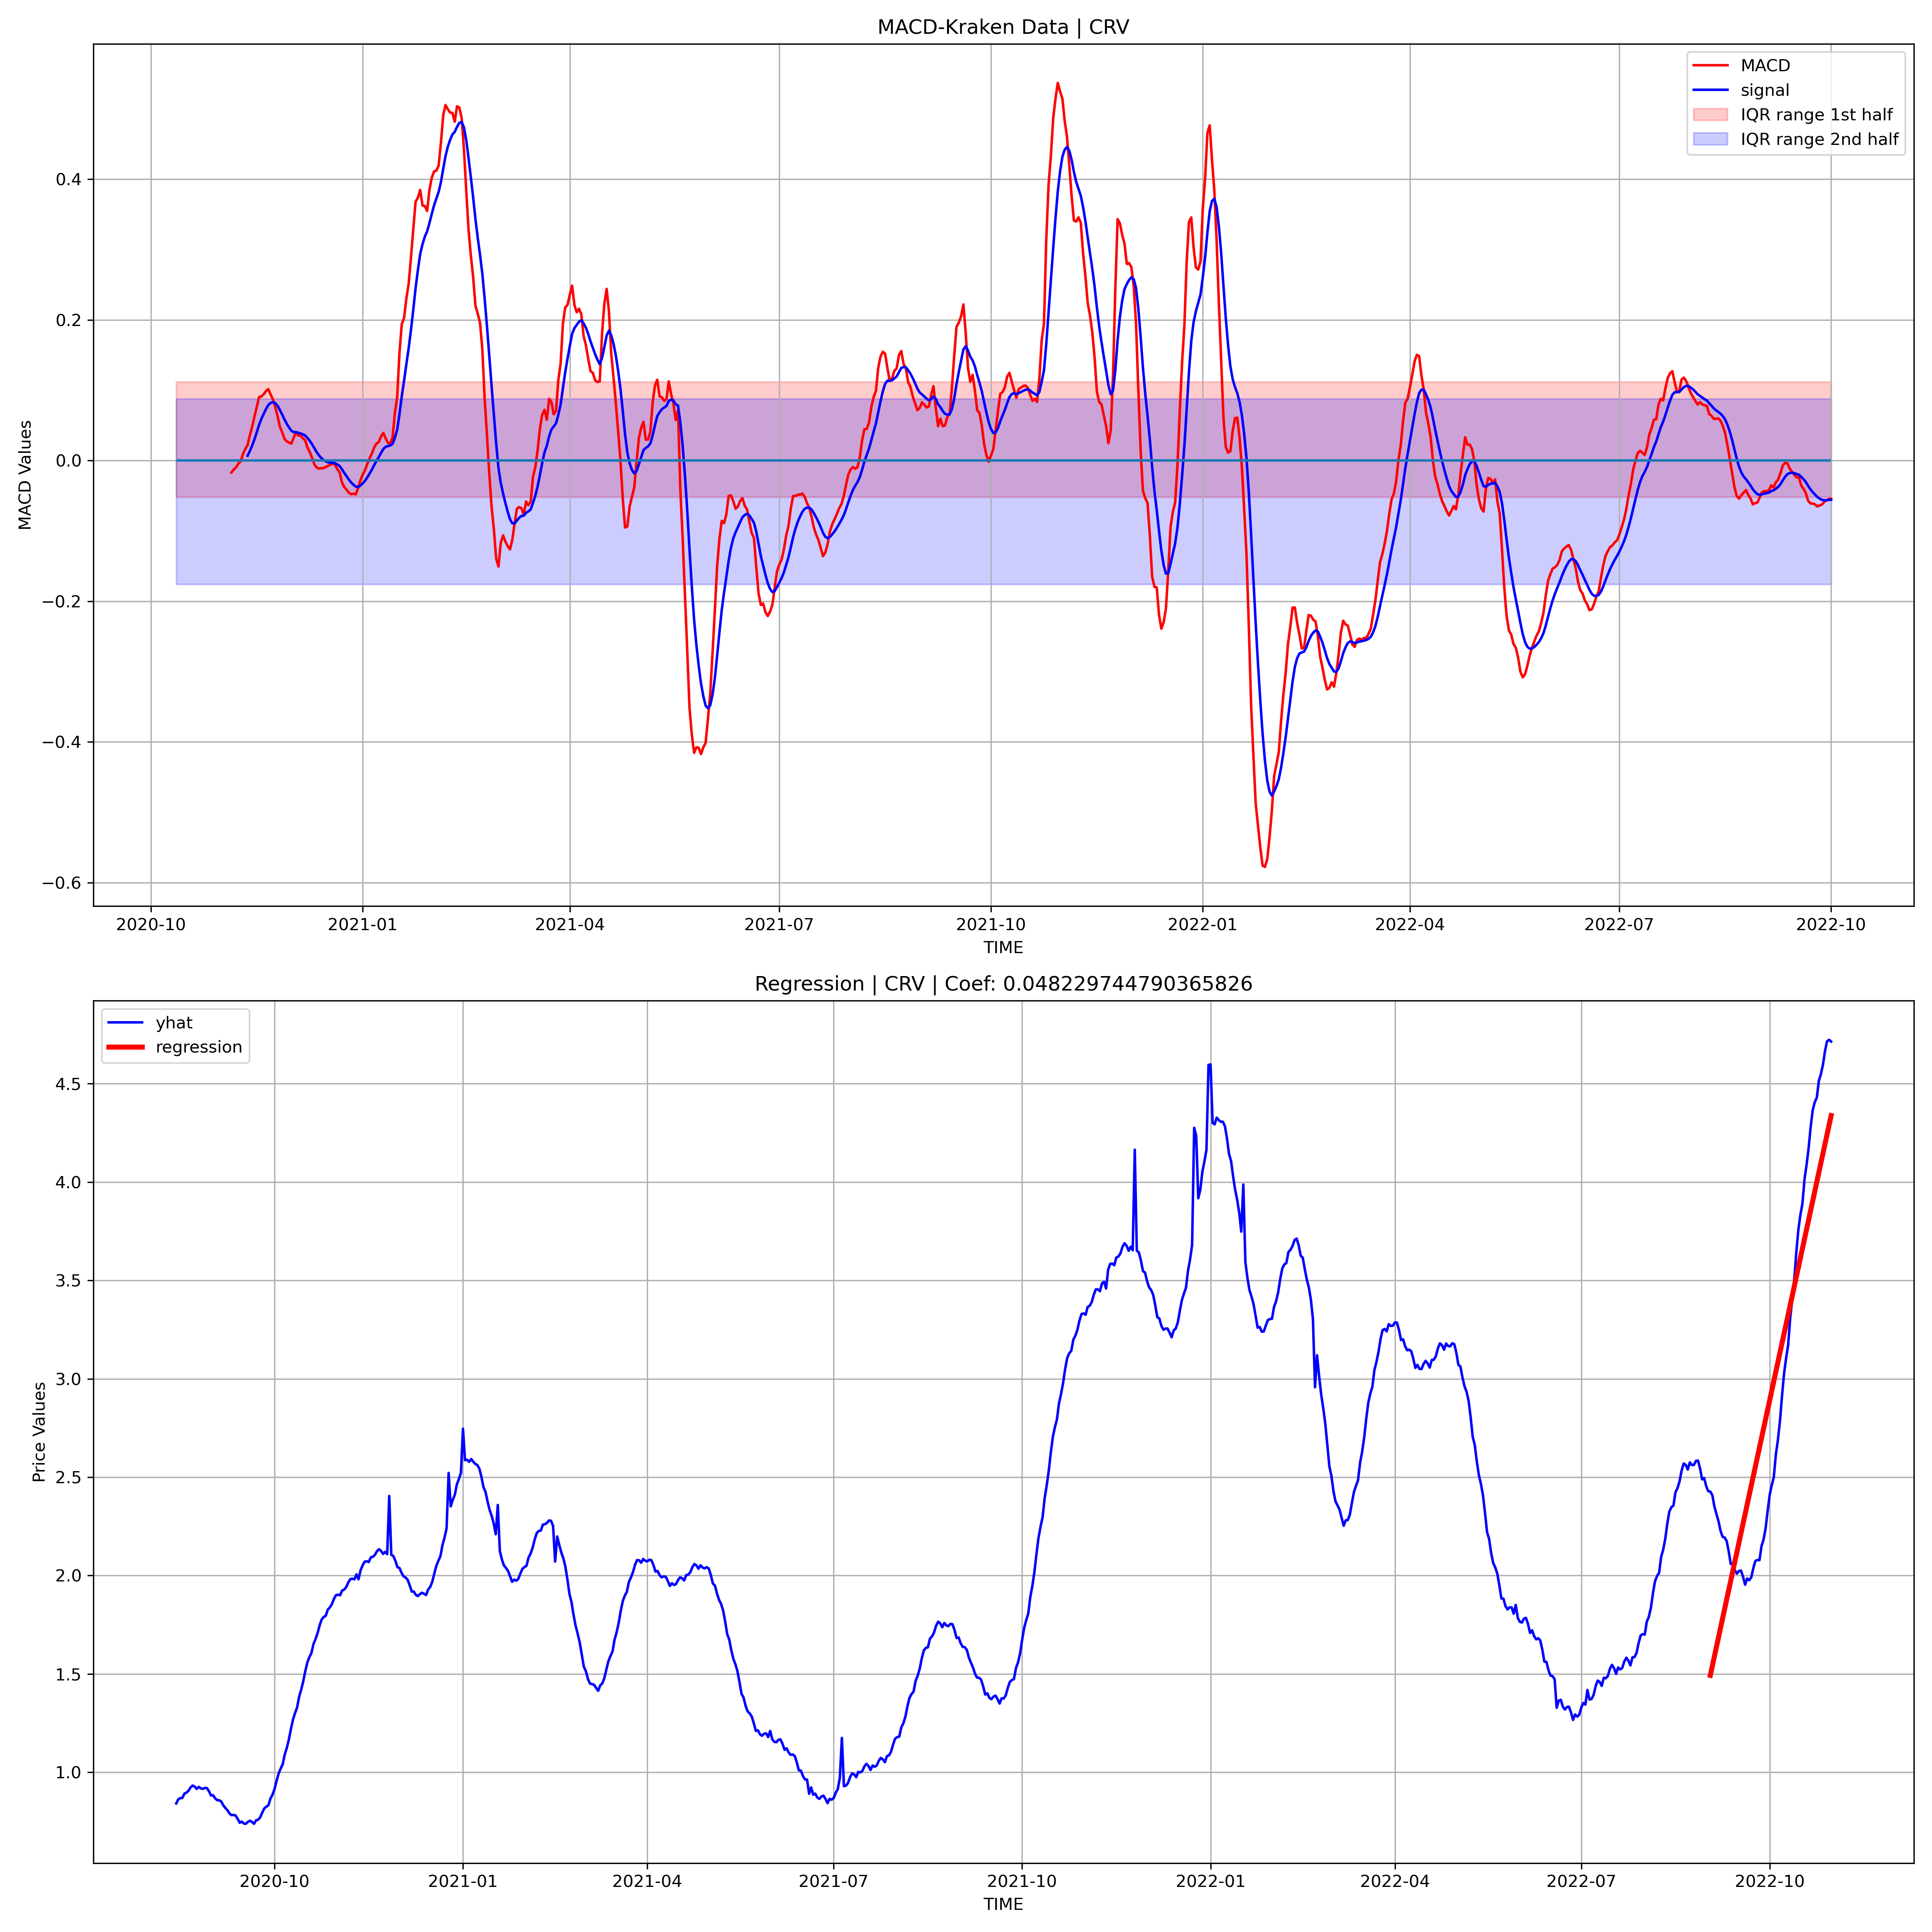 MACD-Kraken Data | CRV
MACD
signal
IQR range 1st half
IQR range 2nd half
MACD Values
0.4
0.2
0.0
−0.2
−0.4
−0.6
2020-10 2021-01 2021-04 2021-07 2021-10 2022-01 2022-04 2022-07 2022-10
TIME
Regression | CRV | Coef: 0.048229744790365826
yhat
regression
Price Values
4.5
4.0
3.5
3.0
2.5
2.0
1.5
1.0
2020-10 2021-01 2021-04 2021-07 2021-10 2022-01 2022-04 2022-07 2022-10
TIME